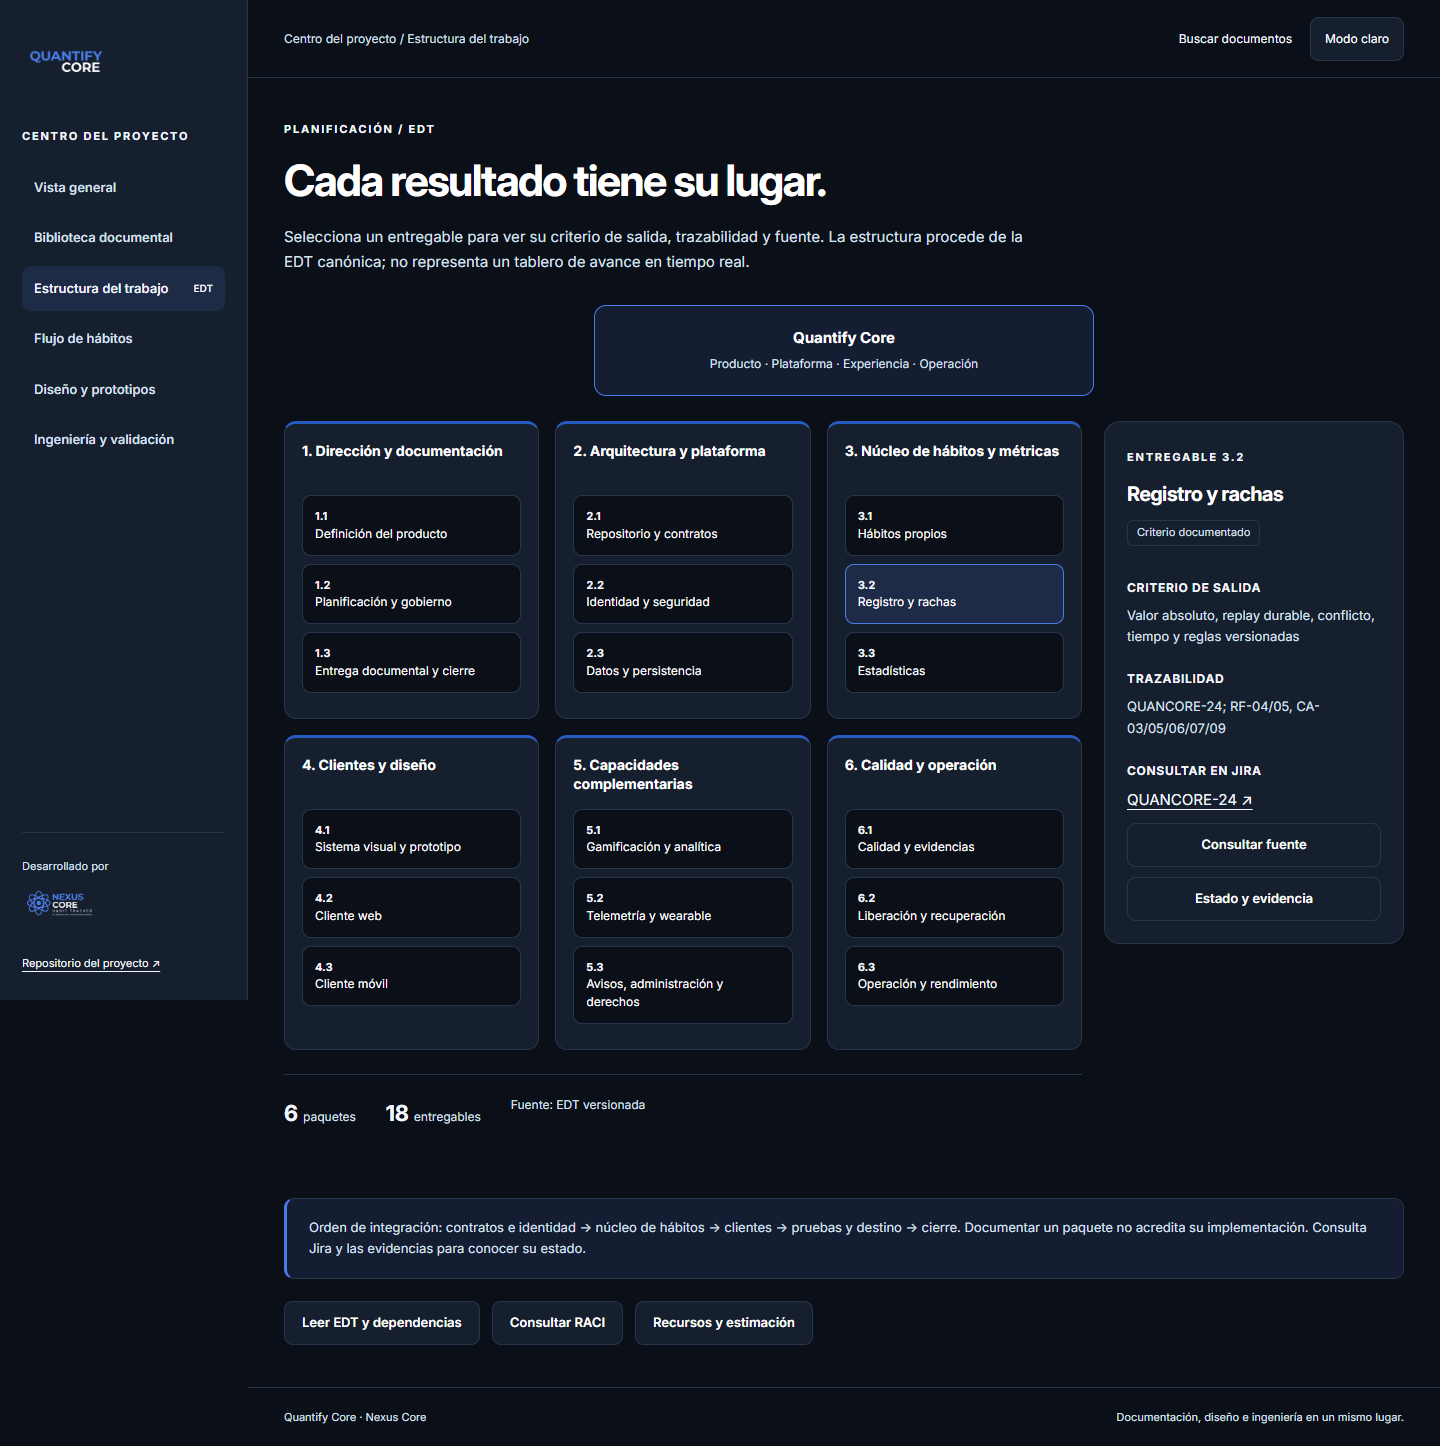 QUANTIFY
CORE
CENTRO DEL PROYECTO
Vista general
Biblioteca documental
Estructura del trabajo EDT
Flujo de hábitos
Diseño y prototipos
Ingeniería y validación
Desarrollado por
NEXUS
CORE
HABIT TRACKER
Repositorio del proyecto ↗
Centro del proyecto / Estructura del trabajo
Buscar documentos
Modo claro
PLANIFICACIÓN / EDT
Cada resultado tiene su lugar.
Selecciona un entregable para ver su criterio de salida, trazabilidad y fuente. La estructura procede de la
EDT canónica; no representa un tablero de avance en tiempo real.
Quantify Core
Producto · Plataforma · Experiencia · Operación
1. Dirección y documentación
1.1
Definición del producto
1.2
Planificación y gobierno
1.3
Entrega documental y cierre
2. Arquitectura y plataforma
2.1
Repositorio y contratos
2.2
Identidad y seguridad
2.3
Datos y persistencia
3. Núcleo de hábitos y métricas
3.1
Hábitos propios
3.2
Registro y rachas
3.3
Estadísticas
4. Clientes y diseño
4.1
Sistema visual y prototipo
4.2
Cliente web
4.3
Cliente móvil
5. Capacidades
complementarias
5.1
Gamificación y analítica
5.2
Telemetría y wearable
5.3
Avisos, administración y
derechos
6. Calidad y operación
6.1
Calidad y evidencias
6.2
Liberación y recuperación
6.3
Operación y rendimiento
ENTREGABLE 3.2
Registro y rachas
Criterio documentado
CRITERIO DE SALIDA
Valor absoluto, replay durable, conflicto,
tiempo y reglas versionadas
TRAZABILIDAD
QUANCORE-24; RF-04/05, CA-
03/05/06/07/09
CONSULTAR EN JIRA
QUANCORE-24 ↗
Consultar fuente
Estado y evidencia
6 paquetes
18 entregables
Fuente: EDT versionada
Orden de integración: contratos e identidad → núcleo de hábitos → clientes → pruebas y destino → cierre. Documentar un paquete no acredita su implementación. Consulta
Jira y las evidencias para conocer su estado.
Leer EDT y dependencias
Consultar RACI
Recursos y estimación
Quantify Core · Nexus Core
Documentación, diseño e ingeniería en un mismo lugar.